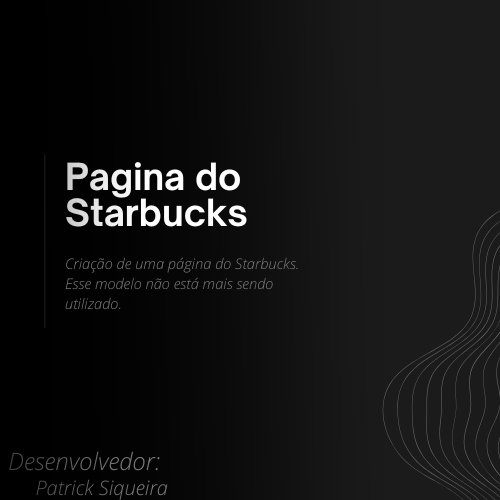 Pagina do
Starbucks
Criação de uma página do Starbucks.
Esse modelo não está mais sendo
utilizado.
Desenvolvedor:
Patrick Siqueira